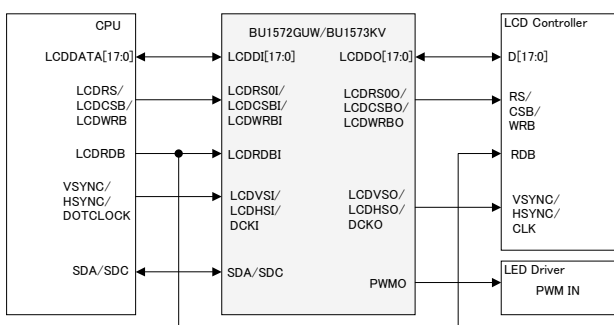 CPU
LCDDATA[17:0]
LCDRS/
LCDCSB/
LCDWRB
LCDRDB
VSYNC/
HSYNC/
DOTCLOCK
SDA/SDC
BU1572GUW/BU1573KV
LCDDI[17:0]
LCDRS0I/
LCDCSBI/
LCDWRBI
LCDRDBI
LCDVSI/
LCDHSI/
DCKI
SDA/SDC
LCDDO[17:0]
LCDRS0O/
LCDCSBO/
LCDWRBO
LCDVSO/
LCDHSO/
DCKO
PWMO
LCD Controller
D[17:0]
RS/
CSB/
WRB
RDB
VSYNC/
HSYNC/
CLK
LED Driver
PWM IN